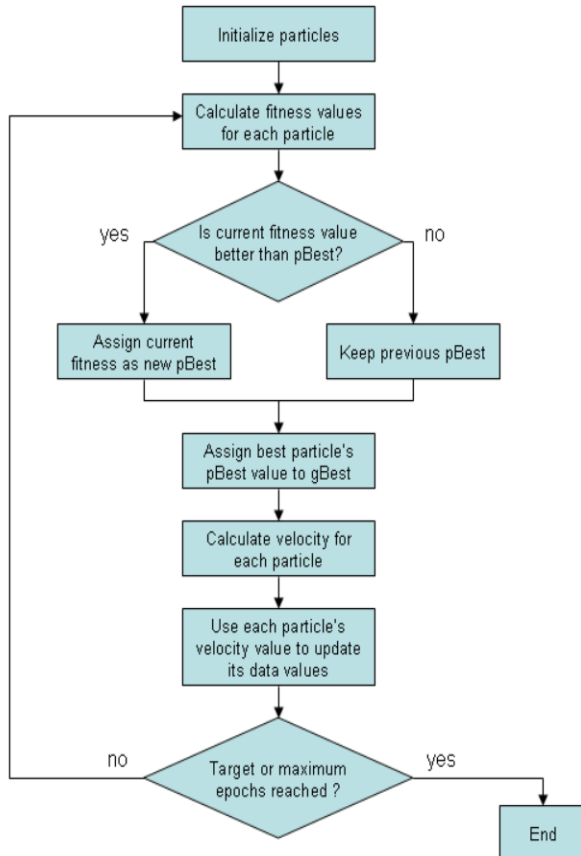 Initialize particles
Calculate fitness values
for each particle
Is current fitness value
better than pBest?
yes
no
Assign current
fitness as new pBest
Keep previous pBest
Assign best particle's
pBest value to gBest
Calculate velocity for
each particle
Use each particle's
velocity value to update
its data values
Target or maximum
epochs reached ?
no
yes
End